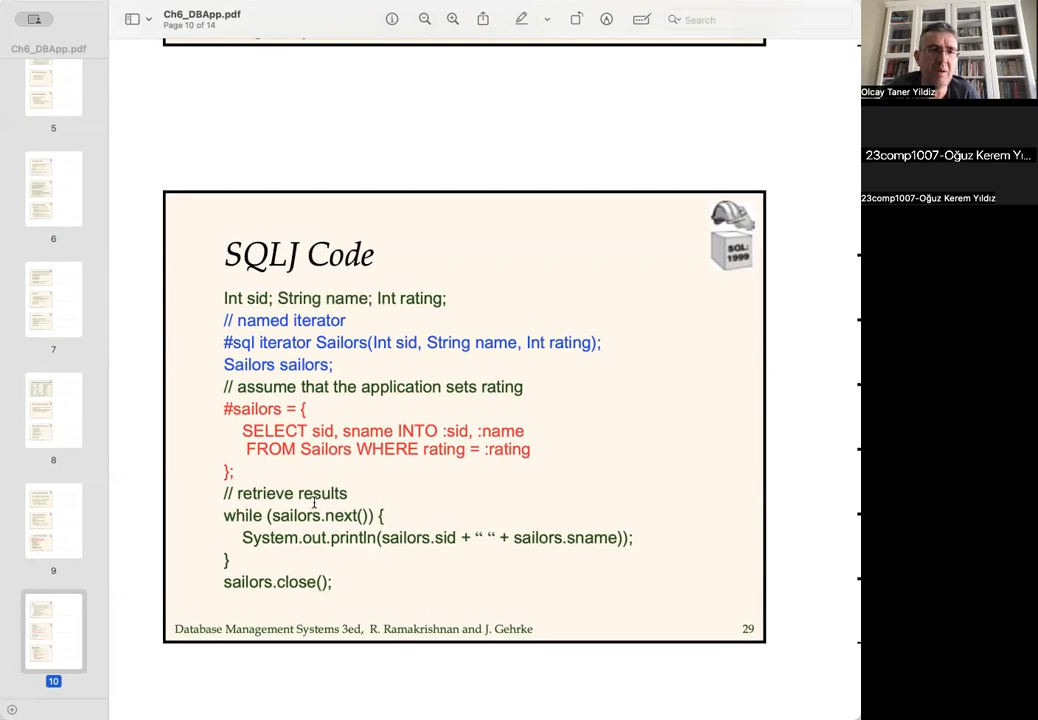 Ch6_DBApp.pdf
Page 10 of 14
Search
Ch6_DBApp.pdf
5
6
7
8
9
10
SQLJ Code
SQL:
1999
Int sid; String name; Int rating;
// named iterator
#sql iterator Sailors(Int sid, String name, Int rating);
Sailors sailors;
// assume that the application sets rating
#sailors = {
SELECT sid, sname INTO :sid, :name
FROM Sailors WHERE rating = :rating
};
// retrieve results
while (sailors.next()) {
System.out.println(sailors.sid + “ “ + sailors.sname));
}
sailors.close();
Database Management Systems 3ed, R. Ramakrishnan and J. Gehrke
29
Olcay Taner Yildiz
23comp1007-Oğuz Kerem Yı...
23comp1007-Oğuz Kerem Yıldız